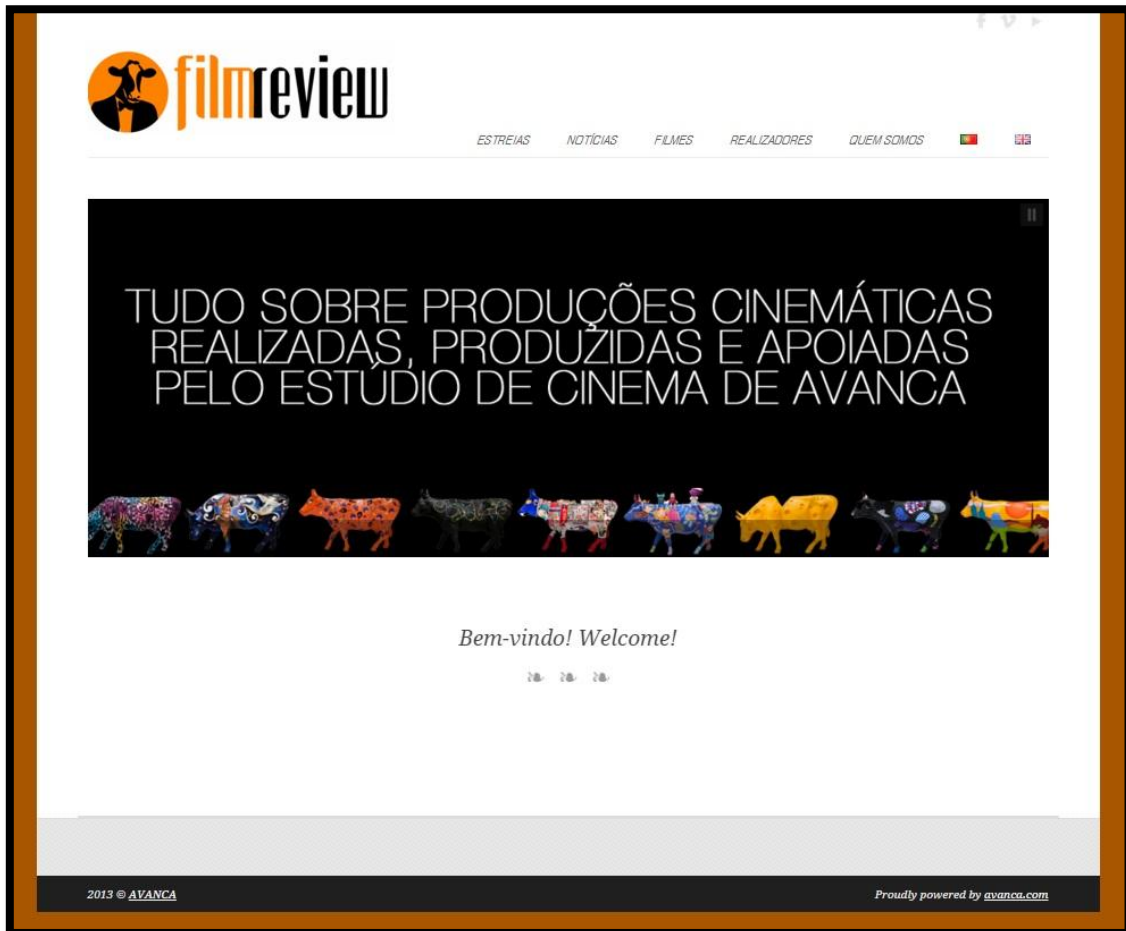 filmreview
ESTREIAS NOTÍCIAS FILMES REALIZADORES QUEM SOMOS
TUDO SOBRE PRODUÇÕES CINEMÁTICAS
REALIZADAS, PRODUZIDAS E APOIADAS
PELO ESTÚDIO DE CINEMA DE AVANCA
Bem-vindo! Welcome!
2013 © AVANCA
Proudly powered by avanca.com